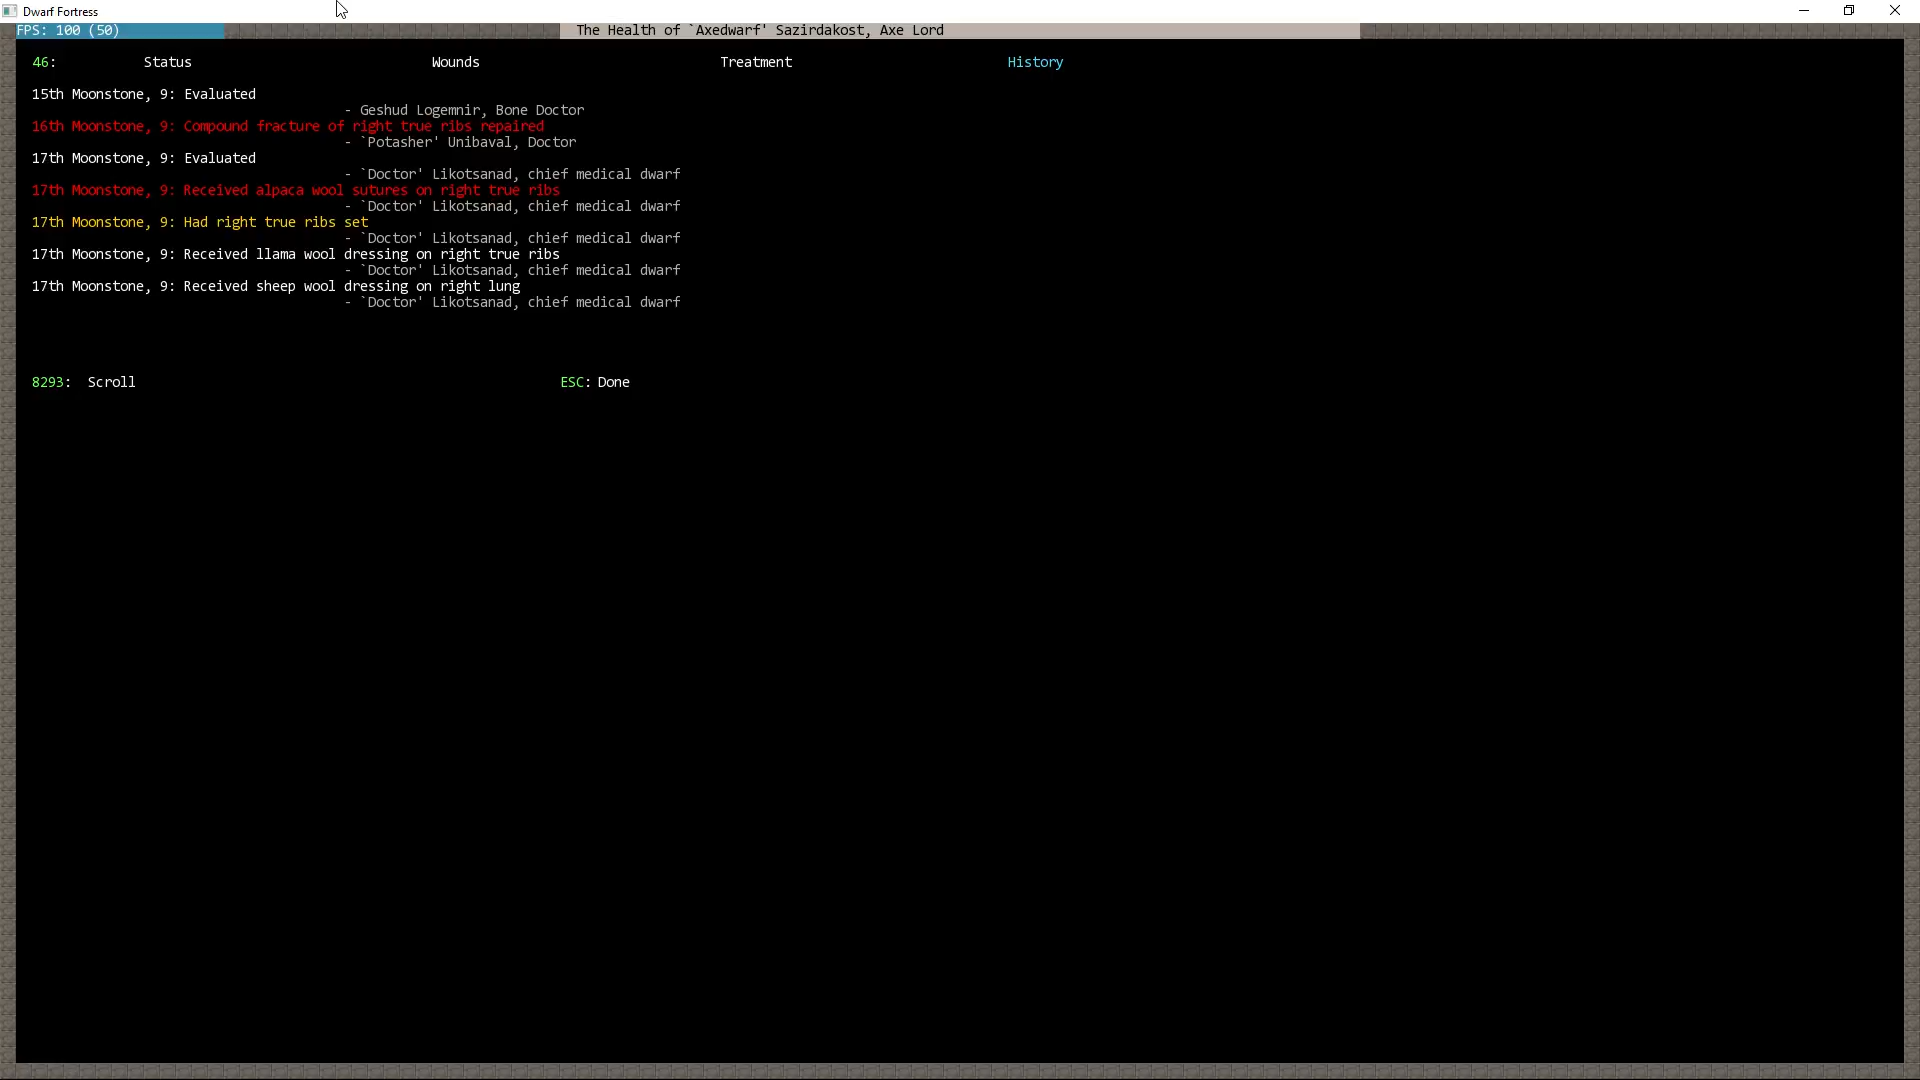 Dwarf Fortress
FPS: 100 (50)
The Health of `Axedwarf' Sazirdakost, Axe Lord
46: Status Wounds Treatment History
15th Moonstone, 9: Evaluated
- Geshud Logemnir, Bone Doctor
16th Moonstone, 9: Compound fracture of right true ribs repaired
- `Potasher' Unibaval, Doctor
17th Moonstone, 9: Evaluated
- `Doctor' Likotsanad, chief medical dwarf
17th Moonstone, 9: Received alpaca wool sutures on right true ribs
- `Doctor' Likotsanad, chief medical dwarf
17th Moonstone, 9: Had right true ribs set
- `Doctor' Likotsanad, chief medical dwarf
17th Moonstone, 9: Received llama wool dressing on right true ribs
- `Doctor' Likotsanad, chief medical dwarf
17th Moonstone, 9: Received sheep wool dressing on right lung
- `Doctor' Likotsanad, chief medical dwarf
8293: Scroll ESC: Done